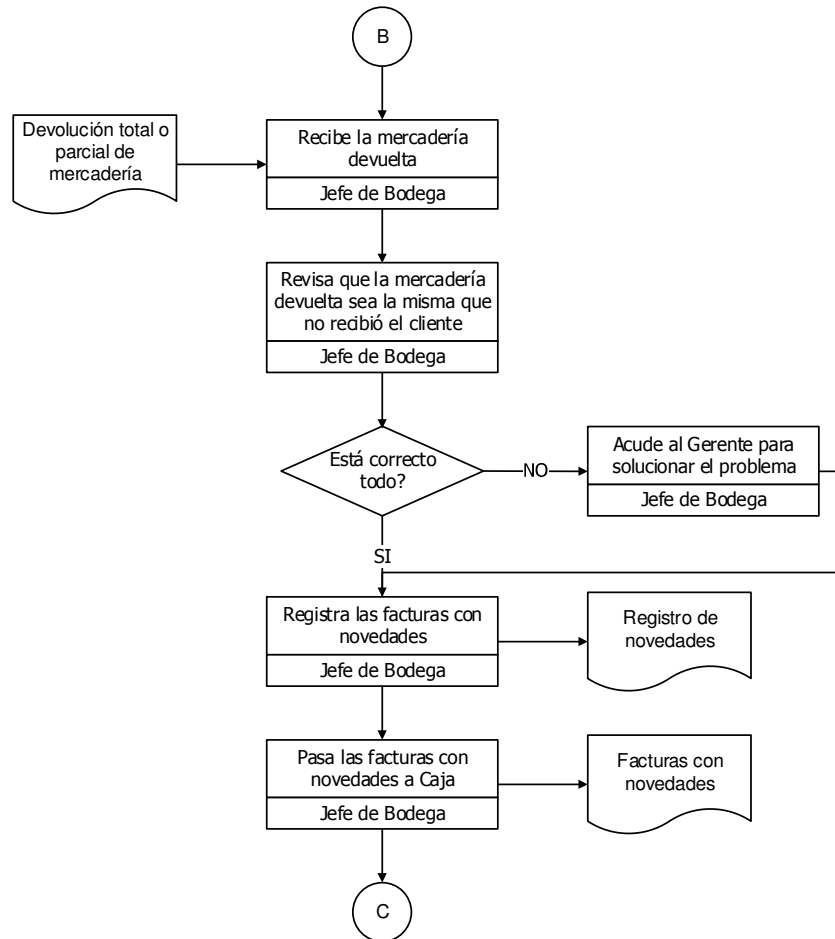 B
Devolución total o
parcial de
mercadería
Recibe la mercadería
devuelta
Jefe de Bodega
Revisa que la mercadería
devuelta sea la misma que
no recibió el cliente
Jefe de Bodega
Está correcto
todo?
NO
Acude al Gerente para
solucionar el problema
Jefe de Bodega
SI
Registra las facturas con
novedades
Jefe de Bodega
Registro de
novedades
Pasa las facturas con
novedades a Caja
Jefe de Bodega
Facturas con
novedades
C